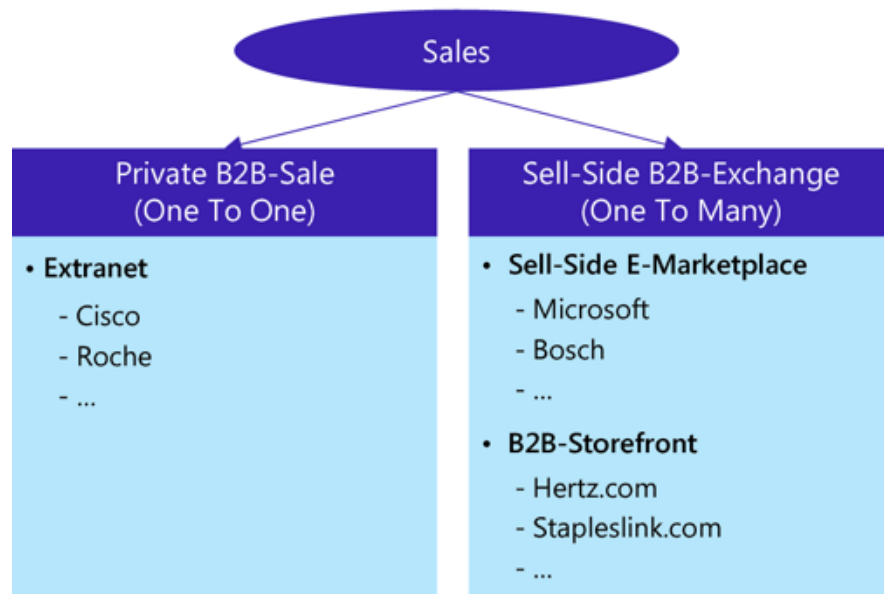 Sales
Private B2B-Sale
(One To One)
• Extranet
- Cisco
- Roche
- ...
Sell-Side B2B-Exchange
(One To Many)
• Sell-Side E-Marketplace
- Microsoft
- Bosch
- ...
• B2B-Storefront
- Hertz.com
- Stapleslink.com
- ...